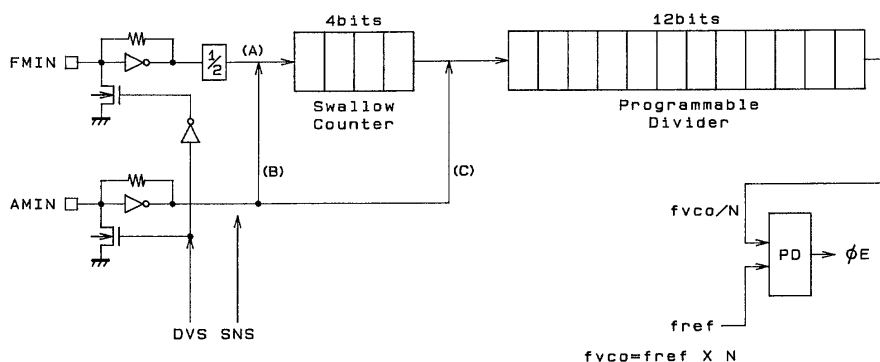 4bits
12bits
FMIN
1/2
(A)
Swallow
Counter
Programmable
Divider
(B)
(C)
AMIN
fvco/N
PD
φE
DVS SNS
fref
fvco=fref X N